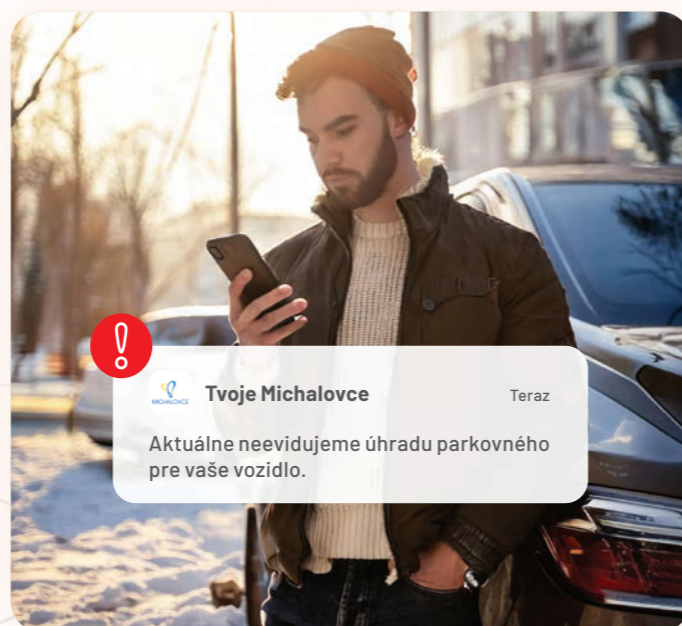 MICHALOVCE
Tvoje Michalovce
Teraz
Aktuálne neevidujeme úhradu parkovného
pre vaše vozidlo.